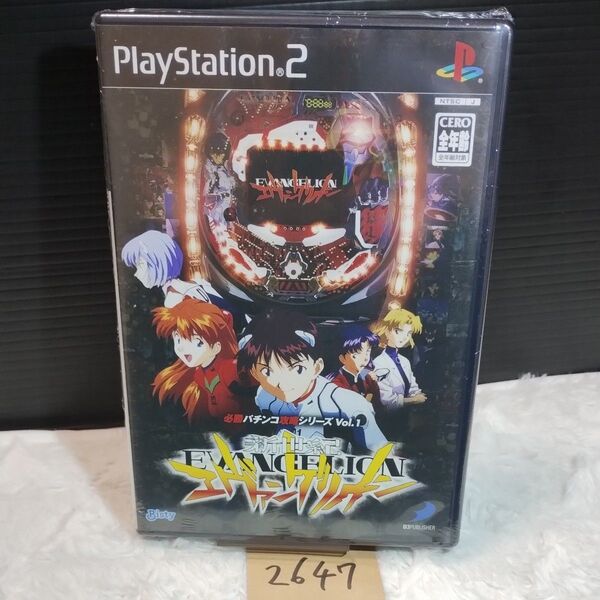 PlayStation®2
NTSC J
CERO
全年齢
全年齢対象
EVANGELION
エヴァンゲリオン
必勝パチンコ攻略シリーズ Vol.1
新世紀
EVANGELION
エヴァンゲリオン
Bisty
D3PUBLISHER
2647